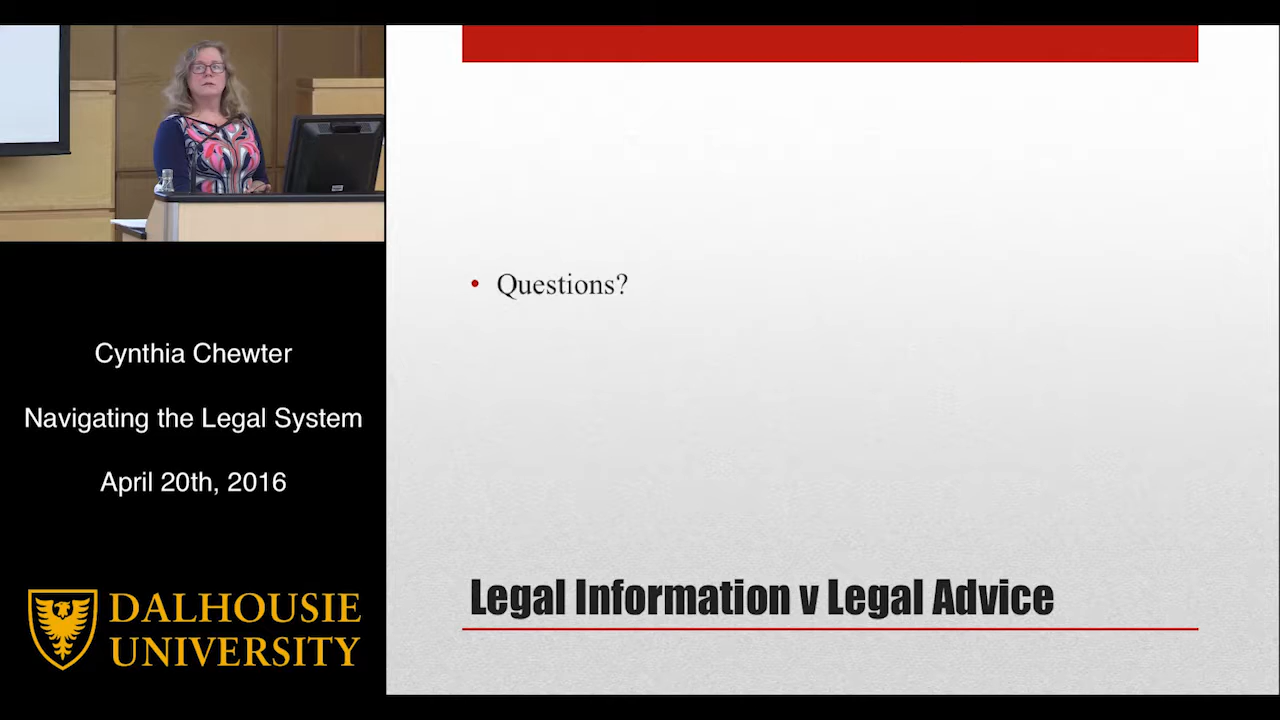 Cynthia Chewter
Navigating the Legal System
April 20th, 2016
DALHOUSIE
UNIVERSITY
• Questions?
Legal Information v Legal Advice